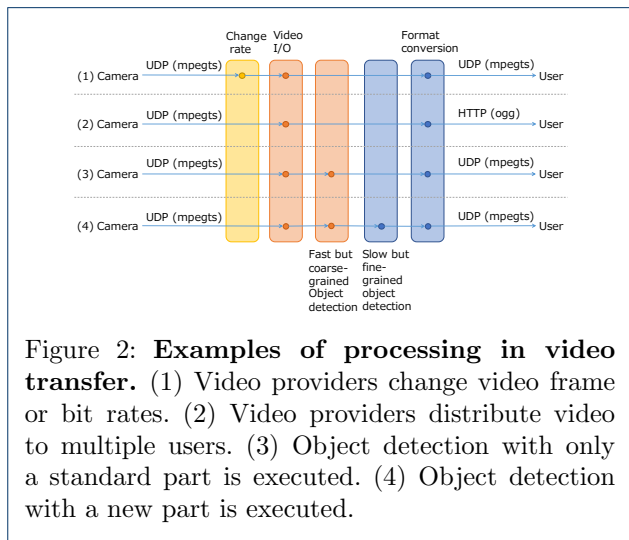 Change rate
Video I/O
Format conversion
(1) Camera UDP (mpegts) UDP (mpegts) User
(2) Camera UDP (mpegts) HTTP (ogg) User
(3) Camera UDP (mpegts) UDP (mpegts) User
(4) Camera UDP (mpegts) UDP (mpegts) User
Fast but
coarse-
grained
Object
detection
Slow but
fine-
grained
object
detection
Figure 2: Examples of processing in video
transfer. (1) Video providers change video frame
or bit rates. (2) Video providers distribute video
to multiple users. (3) Object detection with only
a standard part is executed. (4) Object detection
with a new part is executed.